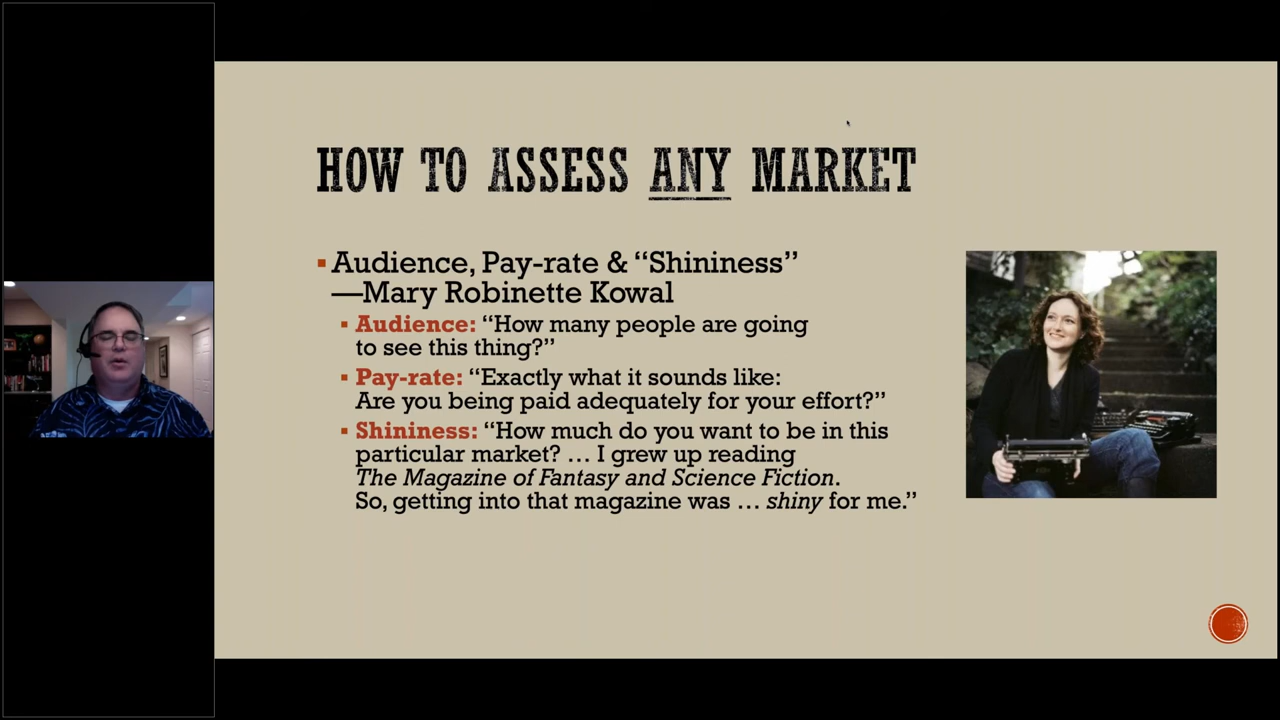 HOW TO ASSESS ANY MARKET
▪ Audience, Pay-rate & “Shininess”
—Mary Robinette Kowal
▪ Audience: “How many people are going
to see this thing?”
▪ Pay-rate: “Exactly what it sounds like:
Are you being paid adequately for your effort?”
▪ Shininess: “How much do you want to be in this
particular market? … I grew up reading
The Magazine of Fantasy and Science Fiction.
So, getting into that magazine was … shiny for me.”